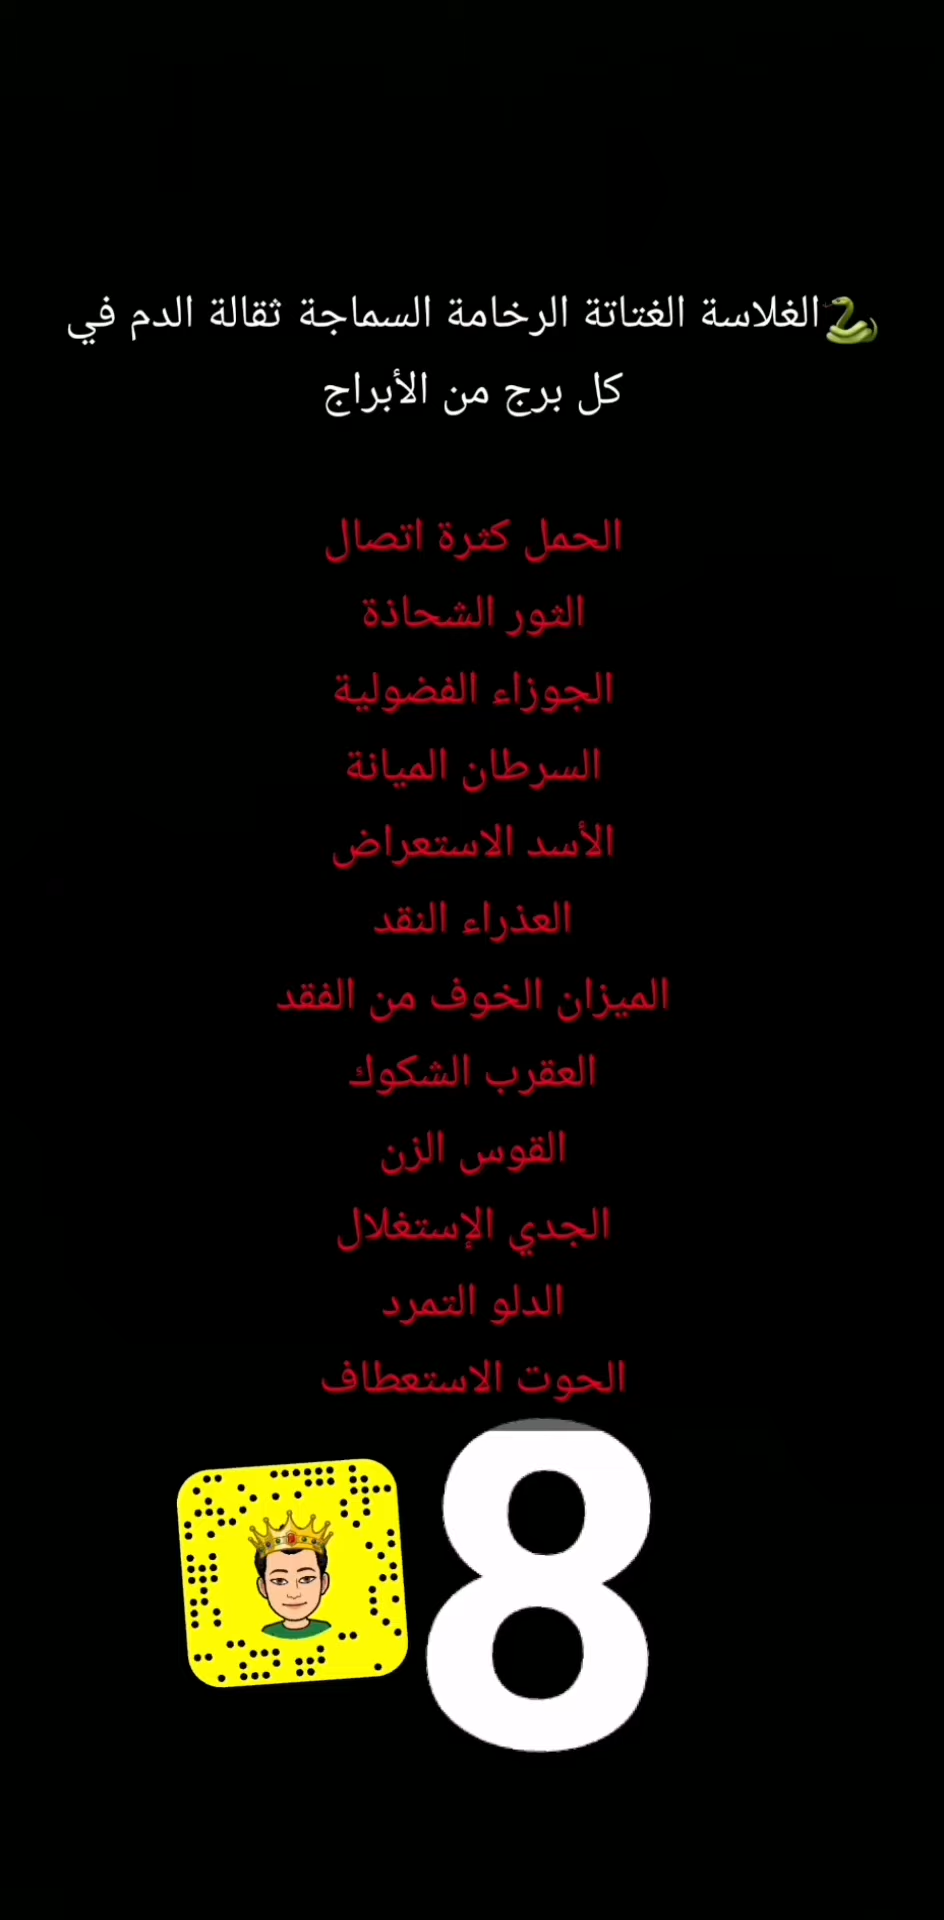 🐍الغلاسة الغتاتة الرخامة السماجة ثقالة الدم في
كل برج من الأبراج
الحمل كثرة اتصال
الثور الشحاذة
الجوزاء الفضولية
السرطان الميانة
الأسد الاستعراض
العذراء النقد
الميزان الخوف من الفقد
العقرب الشكوك
القوس الزن
الجدي الإستغلال
الدلو التمرد
الحوت الاستعطاف
8